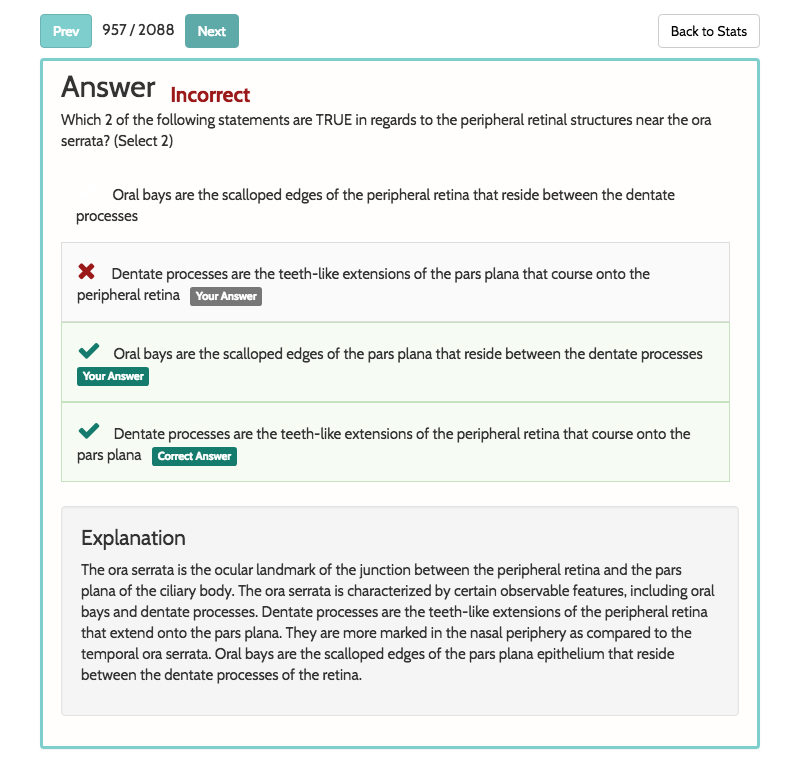 Prev 957 / 2088 Next Back to Stats
Answer Incorrect
Which 2 of the following statements are TRUE in regards to the peripheral retinal structures near the ora
serrata? (Select 2)
Oral bays are the scalloped edges of the peripheral retina that reside between the dentate
processes
Dentate processes are the teeth-like extensions of the pars plana that course onto the
peripheral retina Your Answer
Oral bays are the scalloped edges of the pars plana that reside between the dentate processes
Your Answer
Dentate processes are the teeth-like extensions of the peripheral retina that course onto the
pars plana Correct Answer
Explanation
The ora serrata is the ocular landmark of the junction between the peripheral retina and the pars
plana of the ciliary body. The ora serrata is characterized by certain observable features, including oral
bays and dentate processes. Dentate processes are the teeth-like extensions of the peripheral retina
that extend onto the pars plana. They are more marked in the nasal periphery as compared to the
temporal ora serrata. Oral bays are the scalloped edges of the pars plana epithelium that reside
between the dentate processes of the retina.